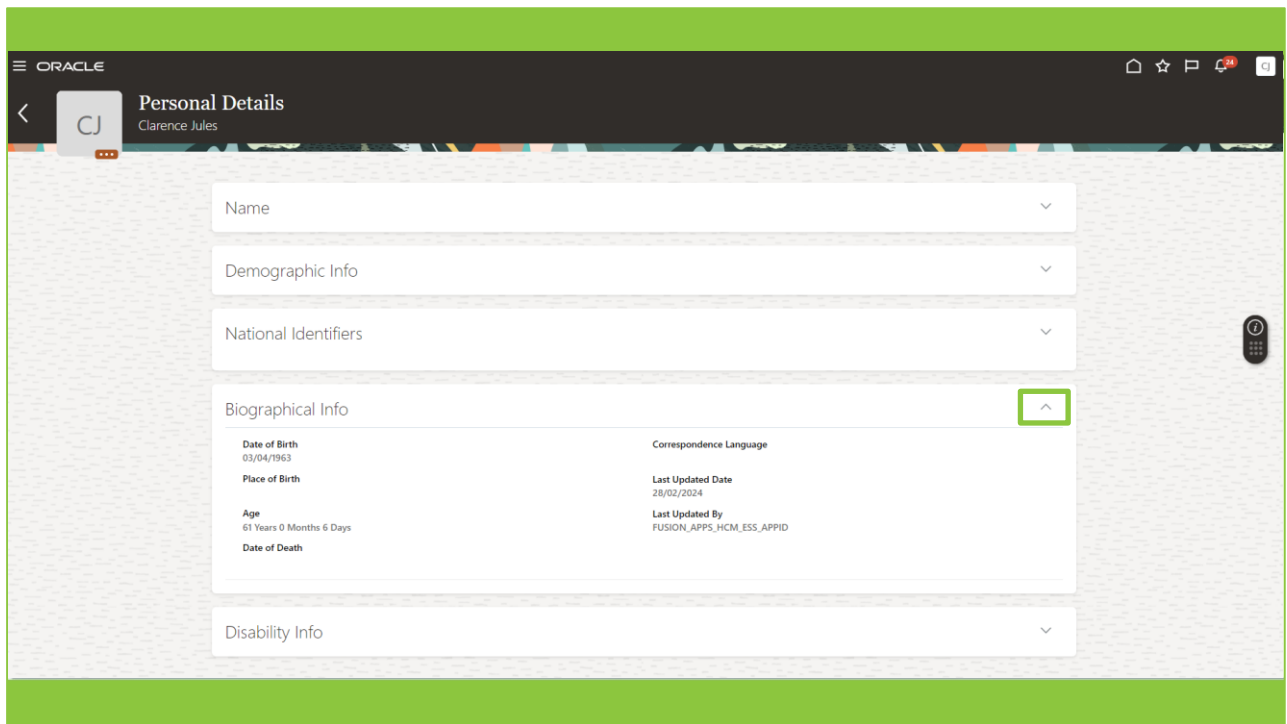 ORACLE
24
CJ
CJ
Personal Details
Clarence Jules
Name
Demographic Info
National Identifiers
Biographical Info
Date of Birth
03/04/1963
Correspondence Language
Place of Birth
Last Updated Date
28/02/2024
Age
61 Years 0 Months 6 Days
Last Updated By
FUSION_APPS_HCM_ESS_APPID
Date of Death
Disability Info